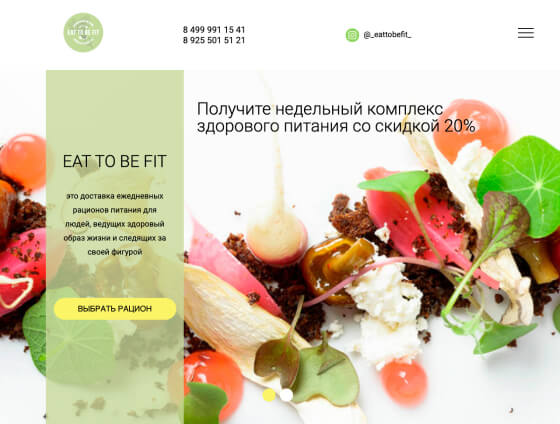 EAT TO BE FIT
8 499 991 15 41
8 925 501 51 21
@_eattobefit_
Получите недельный комплекс
здорового питания со скидкой 20%
EAT TO BE FIT
это доставка ежедневных
рационов питания для
людей, ведущих здоровый
образ жизни и следящих за
своей фигурой
ВЫБРАТЬ РАЦИОН